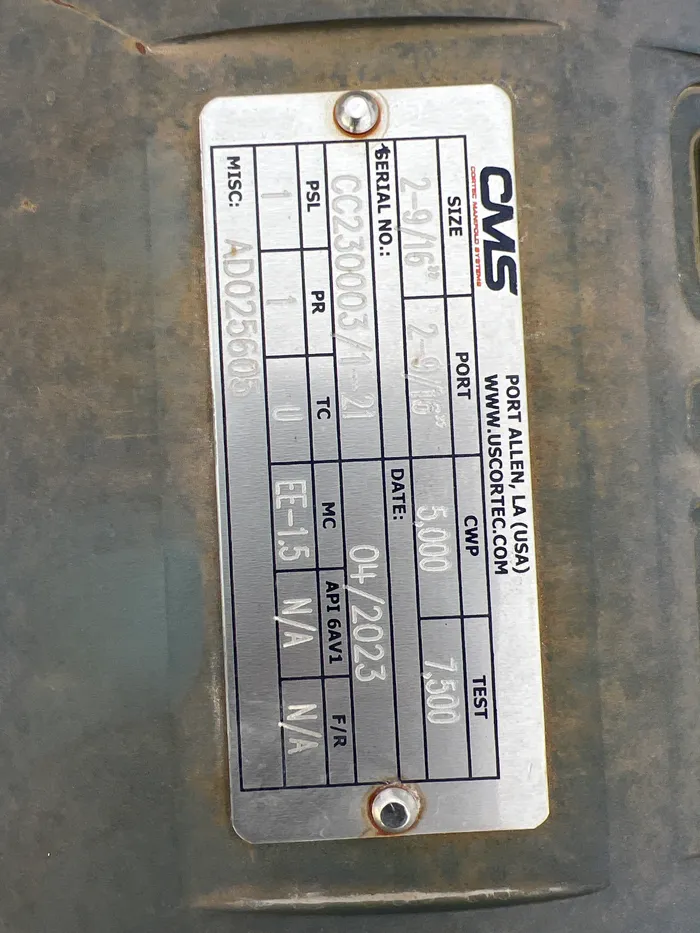 CMS
CORTEC MANIFOLD SYSTEMS
PORT ALLEN, LA (USA)
WWW.USCORTEC.COM
SIZE PORT CWP TEST
2-9/16" 2-9/16" 5,000 7,500
SERIAL NO.: DATE:
CC230003/1-21 04/2023
PSL PR TC MC API 6AV1 F/R
1 1 U EE-1.5 N/A N/A
MISC: AD025605